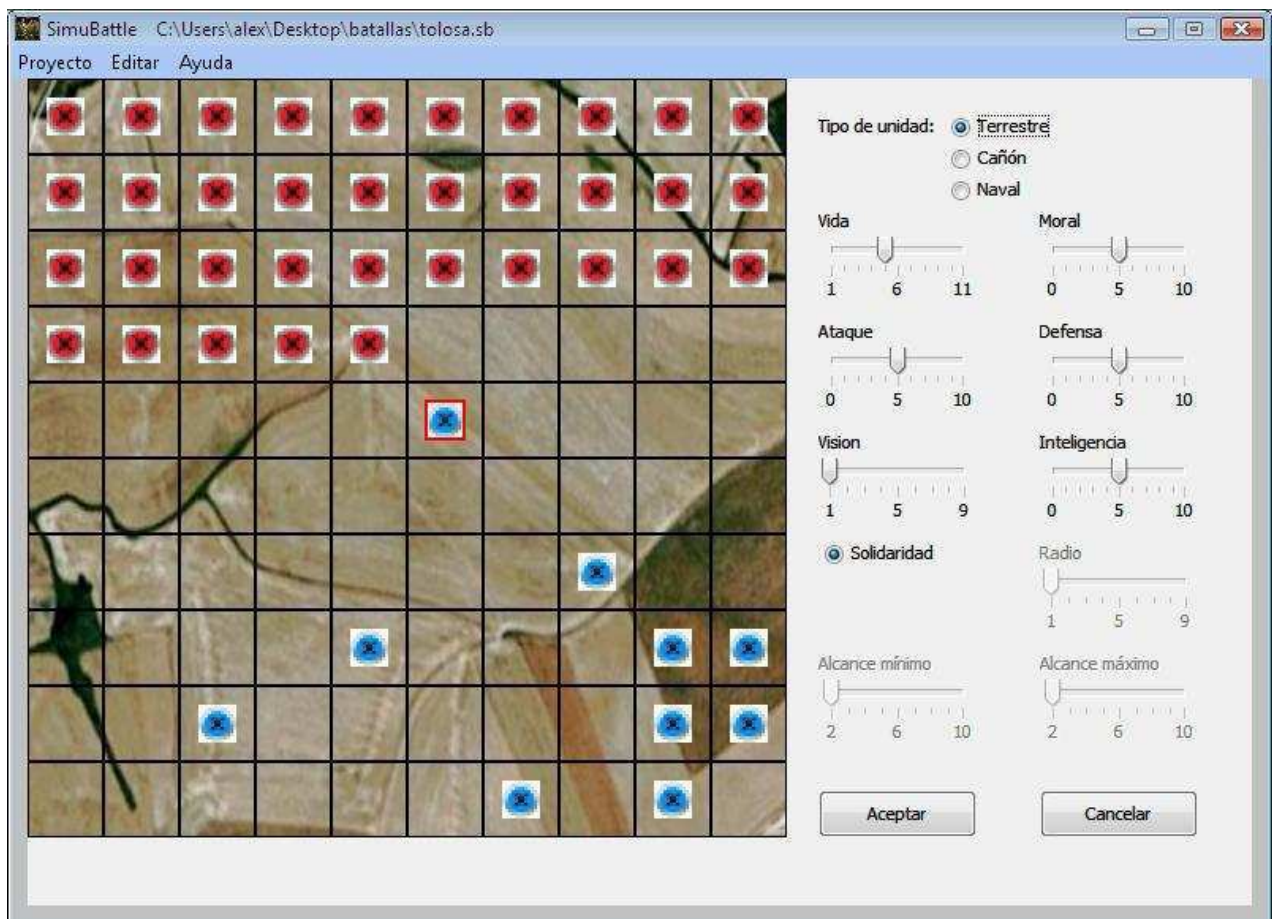 SimuBattle C:\Users\alex\Desktop\batallas\tolosa.sb
Proyecto Editar Ayuda
Tipo de unidad: Terrestre
Cañón
Naval
Vida Moral
1 6 11 0 5 10
Ataque Defensa
0 5 10 0 5 10
Vision Inteligencia
1 5 9 0 5 10
Solidaridad Radio
1 5 9
Alcance mínimo Alcance máximo
2 6 10 2 6 10
Aceptar Cancelar